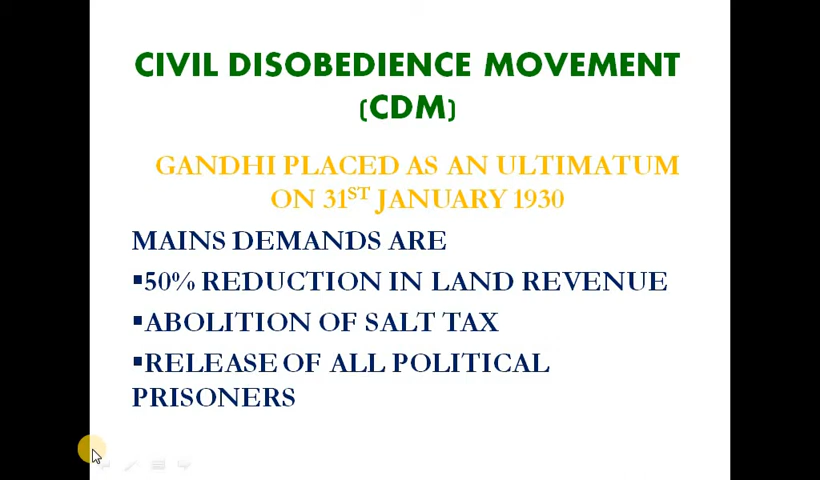 CIVIL DISOBEDIENCE MOVEMENT
(CDM)
GANDHI PLACED AS AN ULTIMATUM
ON 31ST JANUARY 1930
MAINS DEMANDS ARE
▪50% REDUCTION IN LAND REVENUE
▪ABOLITION OF SALT TAX
▪RELEASE OF ALL POLITICAL
PRISONERS